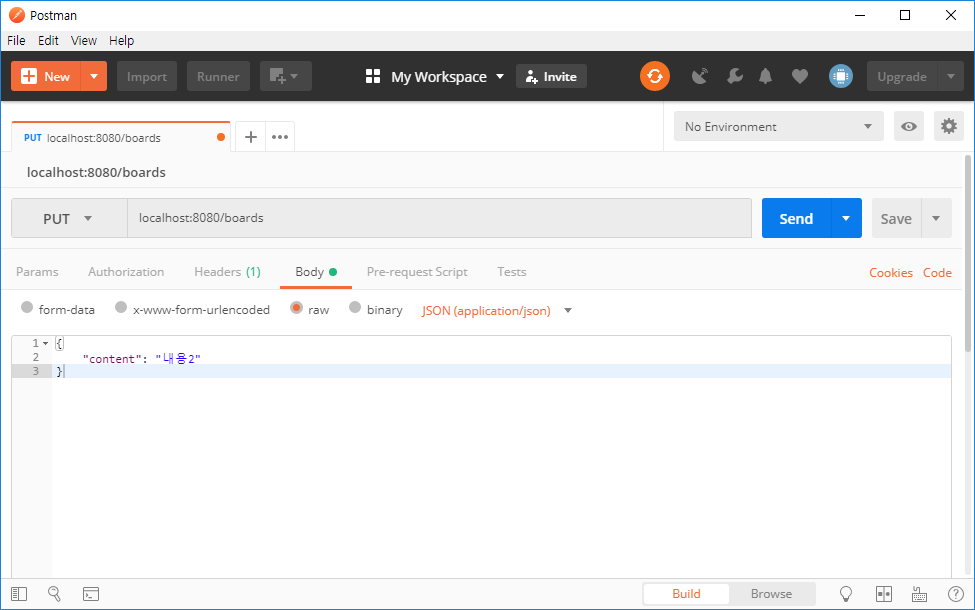 Postman
File Edit View Help
New Import Runner My Workspace Invite Upgrade
PUT localhost:8080/boards No Environment
localhost:8080/boards
PUT localhost:8080/boards Send Save
Params Authorization Headers (1) Body Pre-request Script Tests Cookies Code
form-data x-www-form-urlencoded raw binary JSON (application/json)
1 {
2 "content": "내용2"
3 }
Build Browse